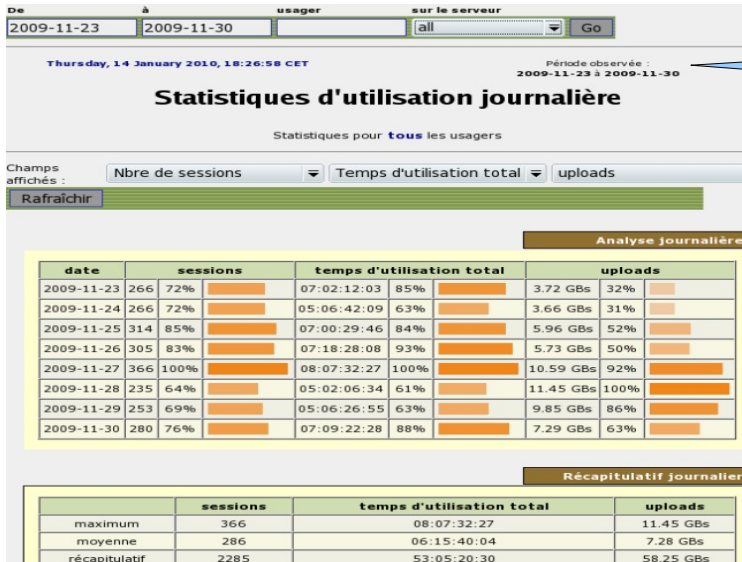 De à usager sur le serveur
2009-11-23 2009-11-30 all Go
Thursday, 14 January 2010, 18:26:58 CET
Période observée :
2009-11-23 à 2009-11-30
Statistiques d'utilisation journalière
Statistiques pour tous les usagers
Champs affichés : Nbre de sessions Temps d'utilisation total uploads
Rafraîchir
Analyse journalière
date sessions temps d'utilisation total uploads
2009-11-23 266 72% 07:02:12:03 85% 3.72 GBs 32%
2009-11-24 266 72% 05:06:42:09 63% 3.66 GBs 31%
2009-11-25 314 85% 07:00:29:46 84% 5.96 GBs 52%
2009-11-26 305 83% 07:18:28:08 93% 5.73 GBs 50%
2009-11-27 366 100% 08:07:32:27 100% 10.59 GBs 92%
2009-11-28 235 64% 05:02:06:34 61% 11.45 GBs 100%
2009-11-29 253 69% 05:06:26:55 63% 9.85 GBs 86%
2009-11-30 280 76% 07:09:22:28 88% 7.29 GBs 63%
Récapitulatif journalier
sessions temps d'utilisation total uploads
maximum 366 08:07:32:27 11.45 GBs
moyenne 286 06:15:40:04 7.28 GBs
récapitulatif 2285 53:05:20:30 58.25 GBs